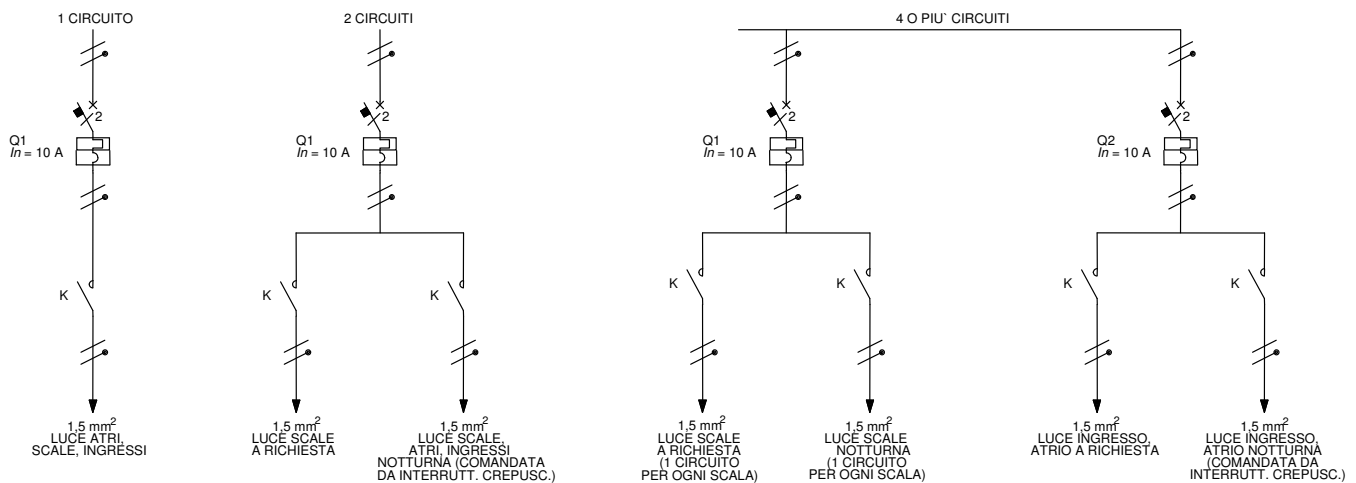 1 CIRCUITO
2 CIRCUITI
4 O PIU` CIRCUITI
2
2
2
2
Q1
In = 10 A
Q1
In = 10 A
Q1
In = 10 A
Q2
In = 10 A
K
K
K
K
K
K
K
1,5 mm²
LUCE ATRI,
SCALE, INGRESSI
1,5 mm²
LUCE SCALE
A RICHIESTA
1,5 mm²
LUCE SCALE,
ATRI, INGRESSI
NOTTURNA (COMANDATA
DA INTERRUTT. CREPUSC.)
1,5 mm²
LUCE SCALE
A RICHIESTA
(1 CIRCUITO
PER OGNI SCALA)
1,5 mm²
LUCE SCALE
NOTTURNA
(1 CIRCUITO
PER OGNI SCALA)
1,5 mm²
LUCE INGRESSO,
ATRIO A RICHIESTA
1,5 mm²
LUCE INGRESSO,
ATRIO NOTTURNA
(COMANDATA DA
INTERRUTT. CREPUSC.)